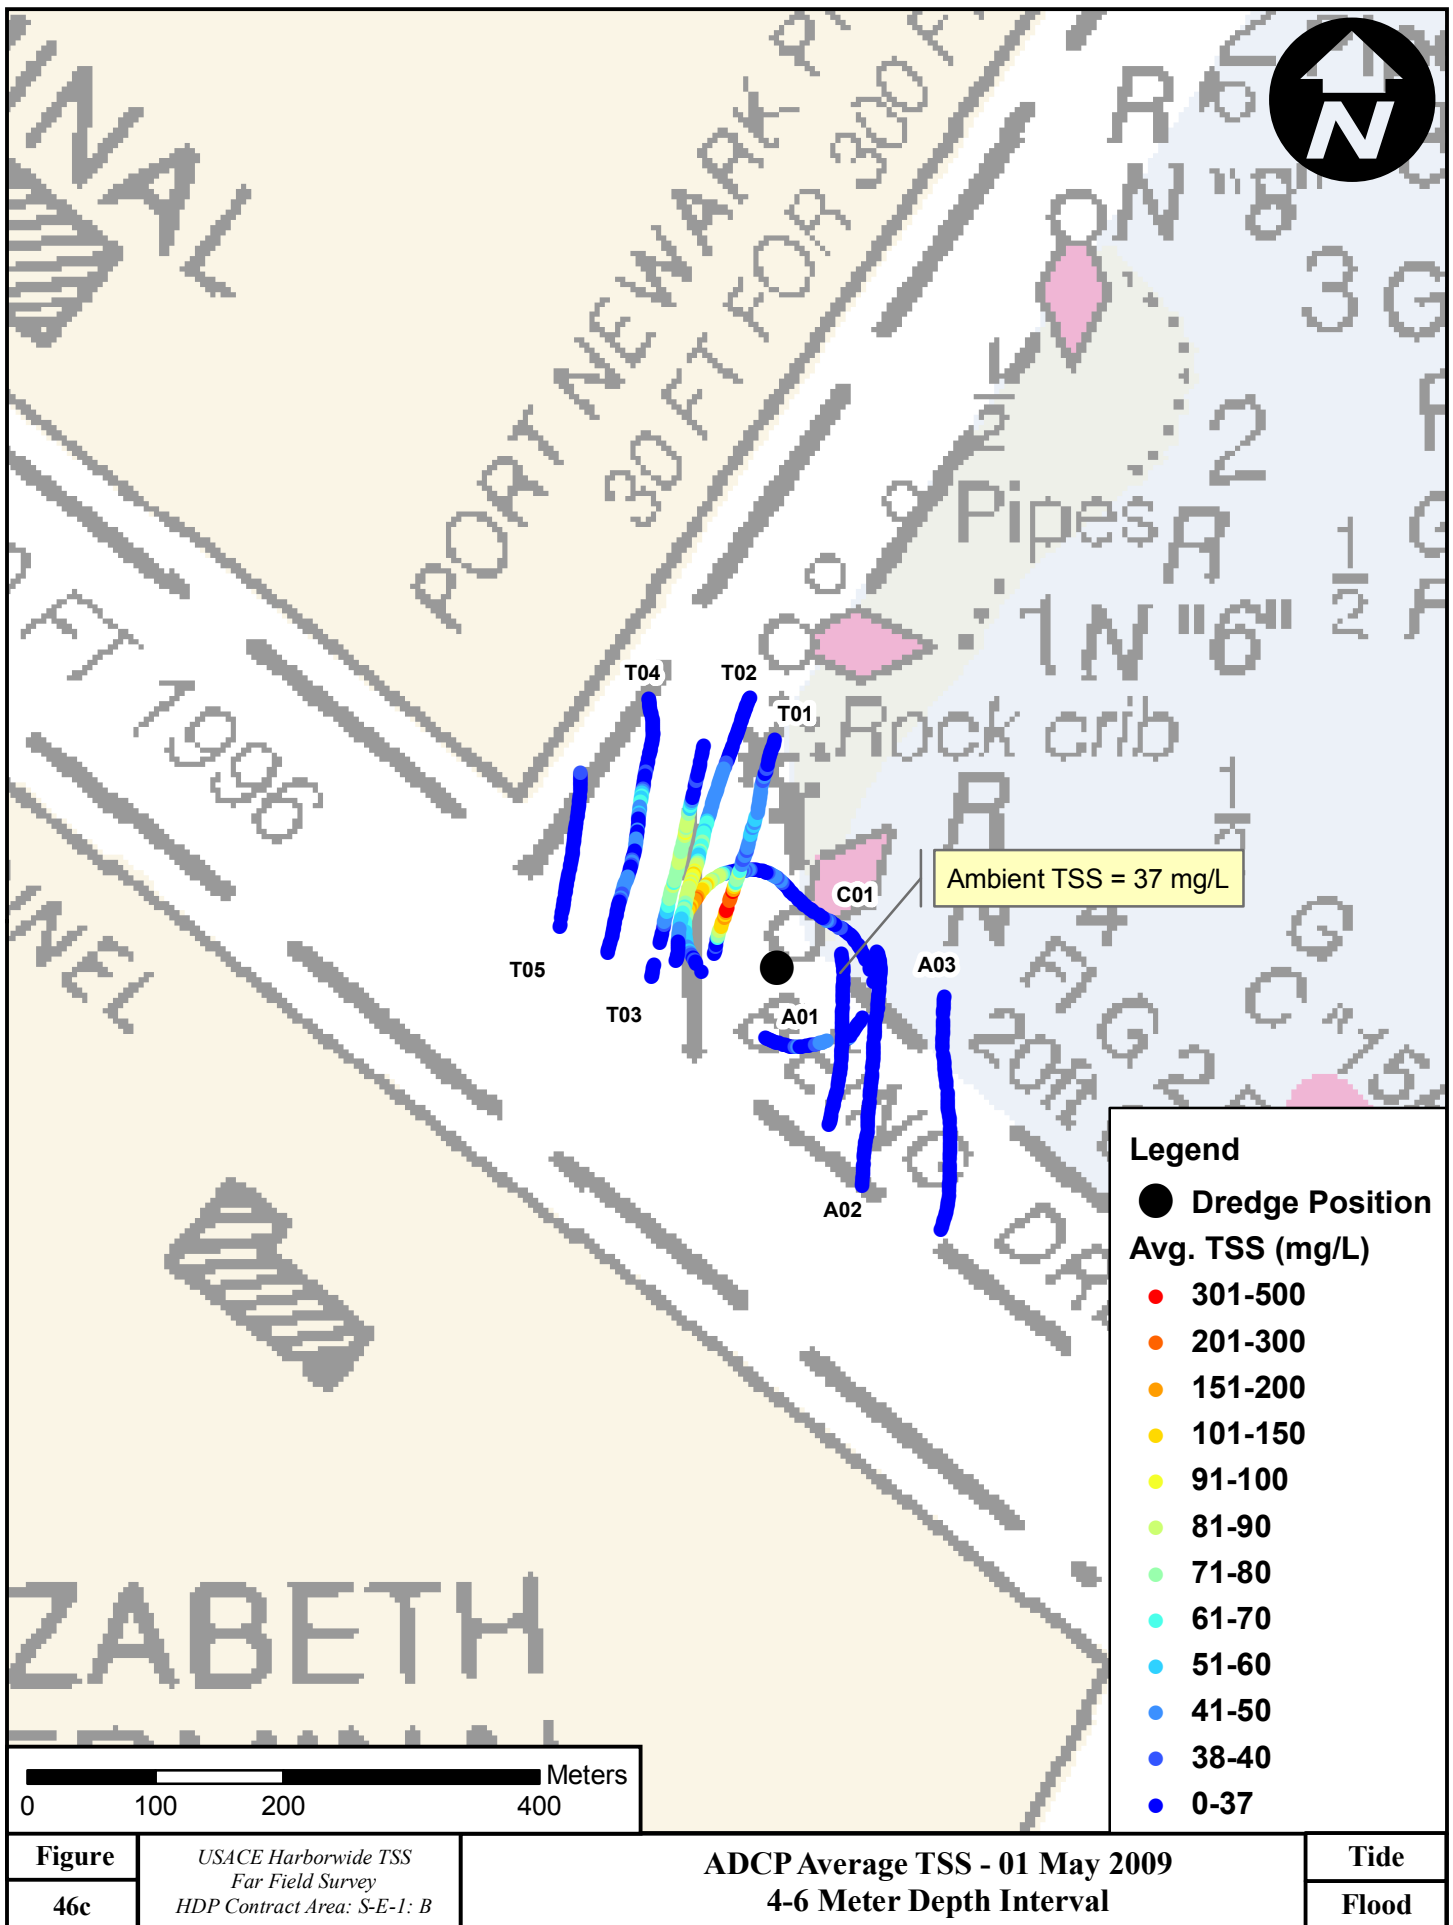 N
INAL
PORT NEWARK P
30 FT FOR 300 F
R
N "8"
3 G
1/2
2
Pipes
R
1/2
1 N "6"
FT 1996
Rock crib
R
N
4
T04
T02
T01
T05
T03
C01
A01
A02
A03
Ambient TSS = 37 mg/L
FIG 2
20ft
G
C "15
NEL
ZABETH
Legend
Dredge Position
Avg. TSS (mg/L)
301-500
201-300
151-200
101-150
91-100
81-90
71-80
61-70
51-60
41-50
38-40
0-37
Meters
0 100 200 400
Figure
46c
USACE Harborwide TSS
Far Field Survey
HDP Contract Area: S-E-1: B
ADCP Average TSS - 01 May 2009
4-6 Meter Depth Interval
Tide
Flood